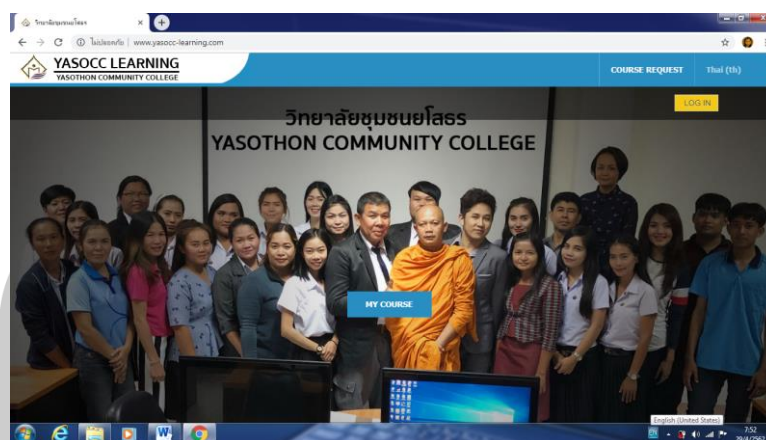 วิทยาลัยชุมชนยโสธร
ไม่ปลอดภัย | www.yasocc-learning.com
YASOCC LEARNING
YASOTHON COMMUNITY COLLEGE
COURSE REQUEST
Thai (th)
LOG IN
วิทยาลัยชุมชนยโสธร
YASOTHON COMMUNITY COLLEGE
MY COURSE
English (United States)
7:52